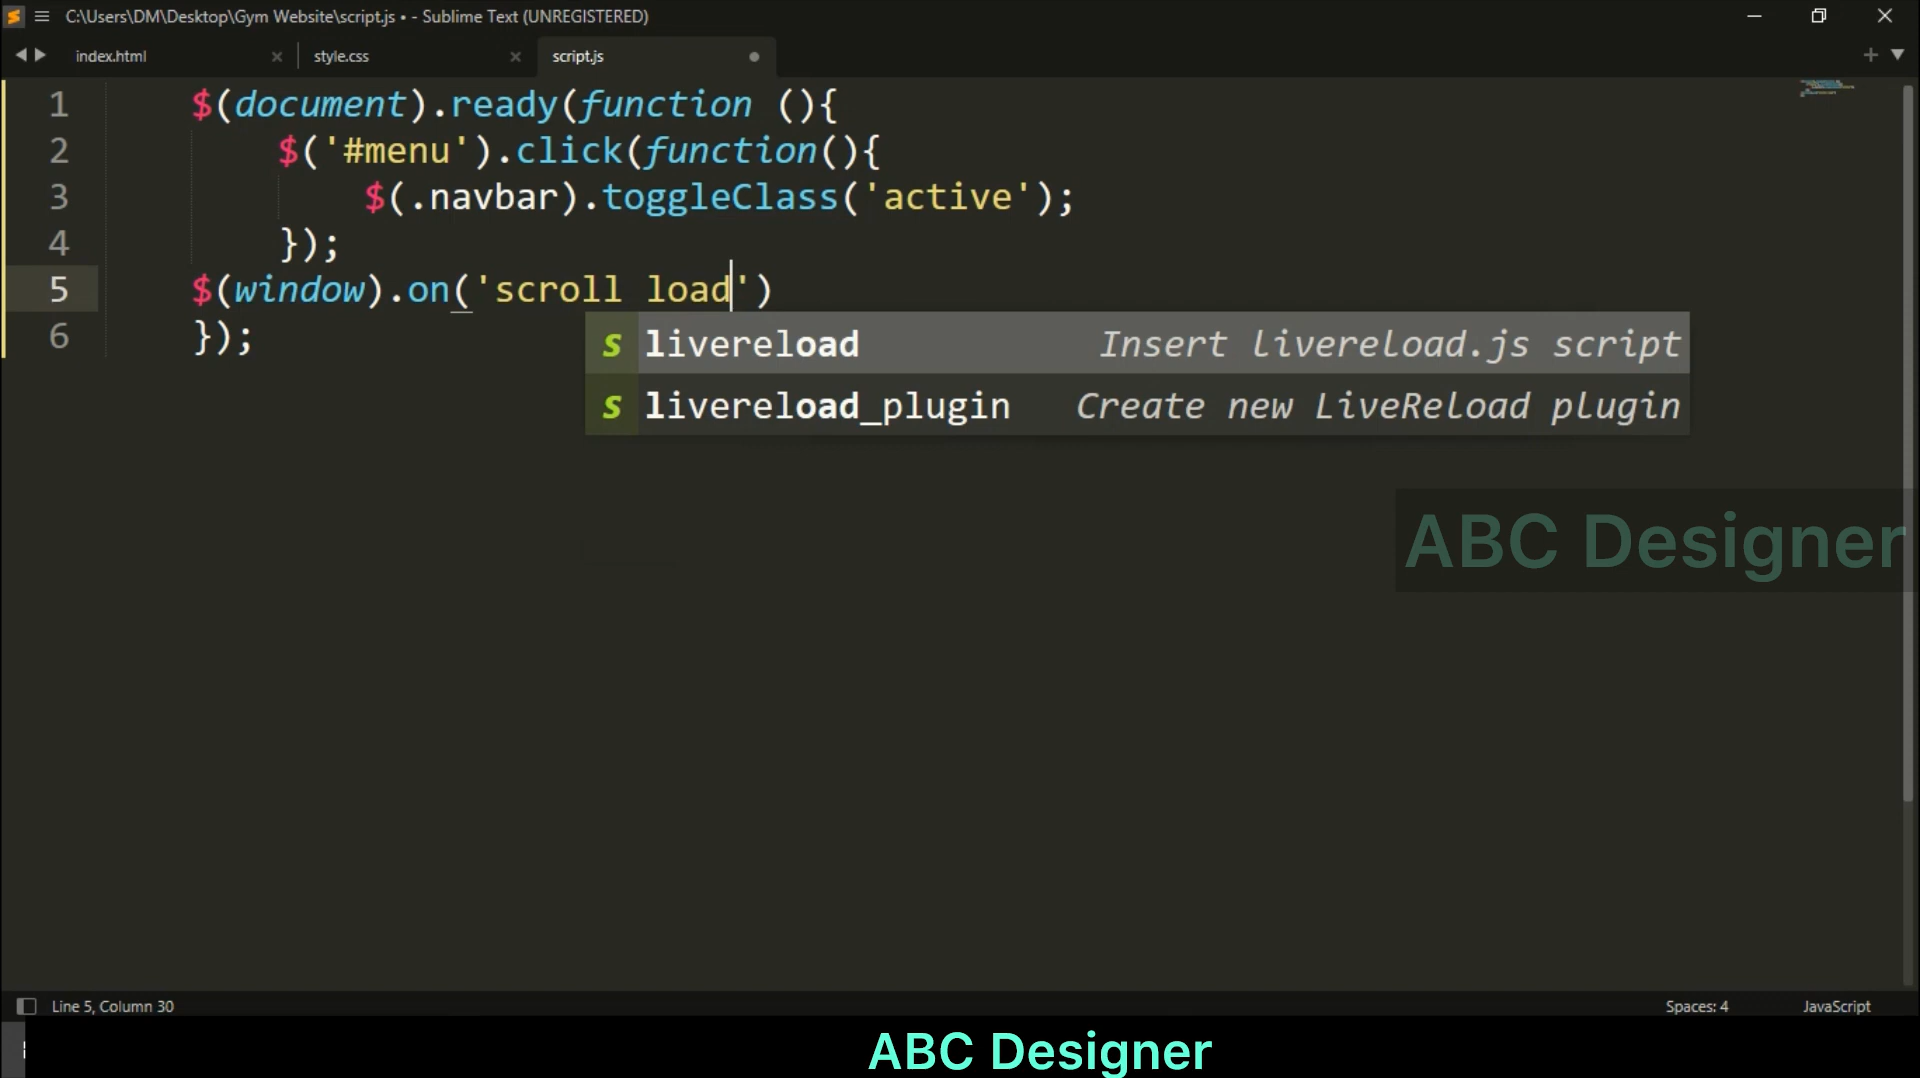 C:\Users\DM\Desktop\Gym Website\script.js • - Sublime Text (UNREGISTERED)
index.html style.css script.js
1 $(document).ready(function (){
2 $('#menu').click(function(){
3 $(.navbar).toggleClass('active');
4 });
5 $(window).on('scroll load')
6 });
s livereload Insert livereload.js script
s livereload_plugin Create new LiveReload plugin
ABC Designer
Line 5, Column 30 Spaces: 4 JavaScript
ABC Designer